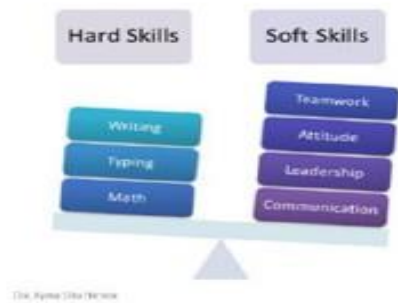 Hard Skills
Soft Skills
Writing
Typing
Math
Teamwork
Attitude
Leadership
Communication